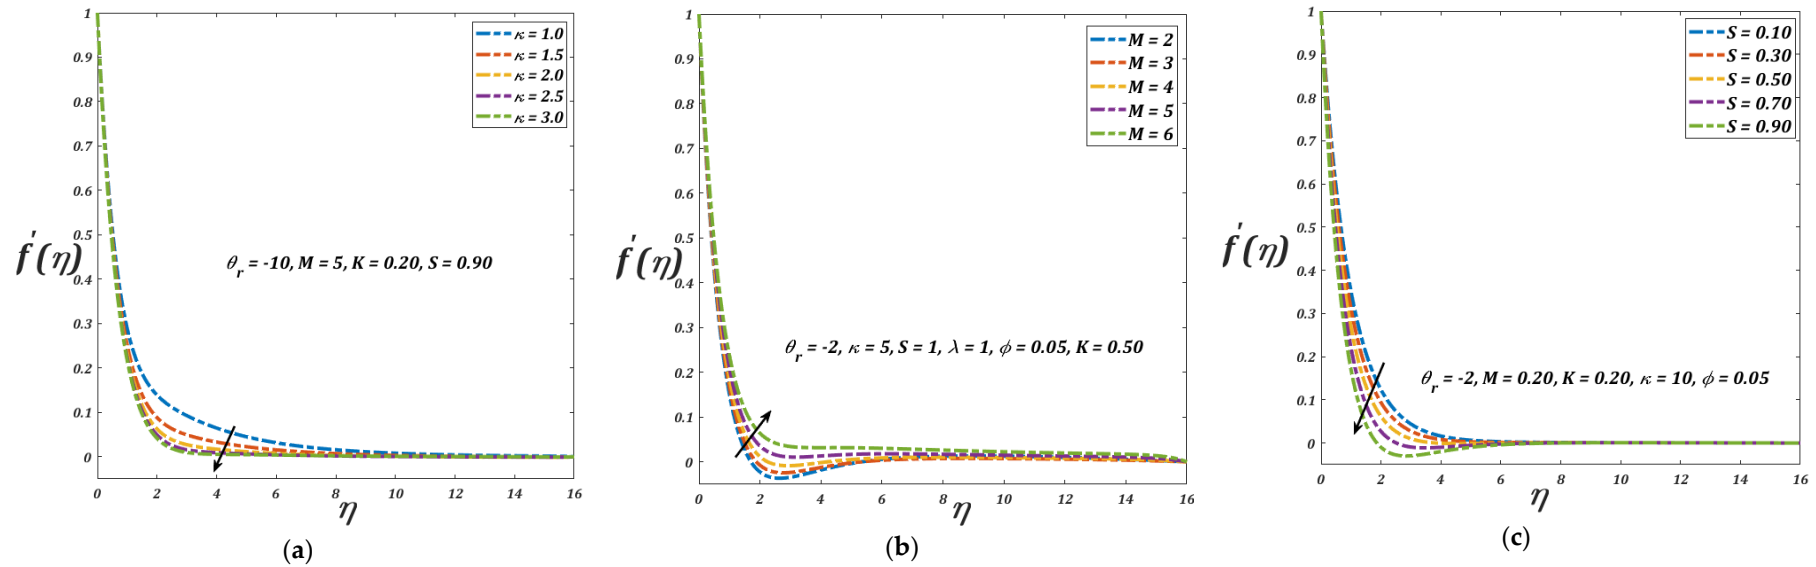 1
0.9
0.8
0.7
0.6
0.5
0.4
0.3
0.2
0.1
0
f'(η)
κ = 1.0
κ = 1.5
κ = 2.0
κ = 2.5
κ = 3.0
θr = -10, M = 5, K = 0.20, S = 0.90
0 2 4 6 8 10 12 14 16
η
(a)
1
0.9
0.8
0.7
0.6
0.5
0.4
0.3
0.2
0.1
0
f'(η)
M = 2
M = 3
M = 4
M = 5
M = 6
θr = -2, κ = 5, S = 1, λ = 1, ϕ = 0.05, K = 0.50
0 2 4 6 8 10 12 14 16
η
(b)
1
0.9
0.8
0.7
0.6
0.5
0.4
0.3
0.2
0.1
0
f'(η)
S = 0.10
S = 0.30
S = 0.50
S = 0.70
S = 0.90
θr = -2, M = 0.20, K = 0.20, κ = 10, ϕ = 0.05
0 2 4 6 8 10 12 14 16
η
(c)